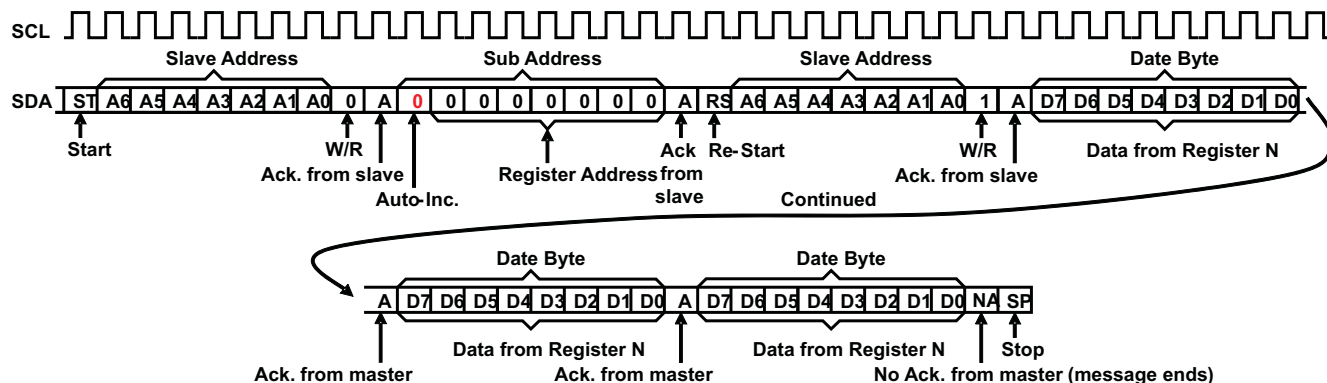 SCL
Slave Address Sub Address Slave Address Date Byte
SDA ST A6 A5 A4 A3 A2 A1 A0 0 A 0 0 0 0 0 0 0 0 A RS A6 A5 A4 A3 A2 A1 A0 1 A D7 D6 D5 D4 D3 D2 D1 D0
Start W/R Ack Re-Start W/R Data from Register N
Ack. from slave Register Address from Ack. from slave
slave
Auto-Inc. Continued
Date Byte Date Byte
A D7 D6 D5 D4 D3 D2 D1 D0 A D7 D6 D5 D4 D3 D2 D1 D0 NA SP
Data from Register N Data from Register N Stop
Ack. from master Ack. from master No Ack. from master (message ends)